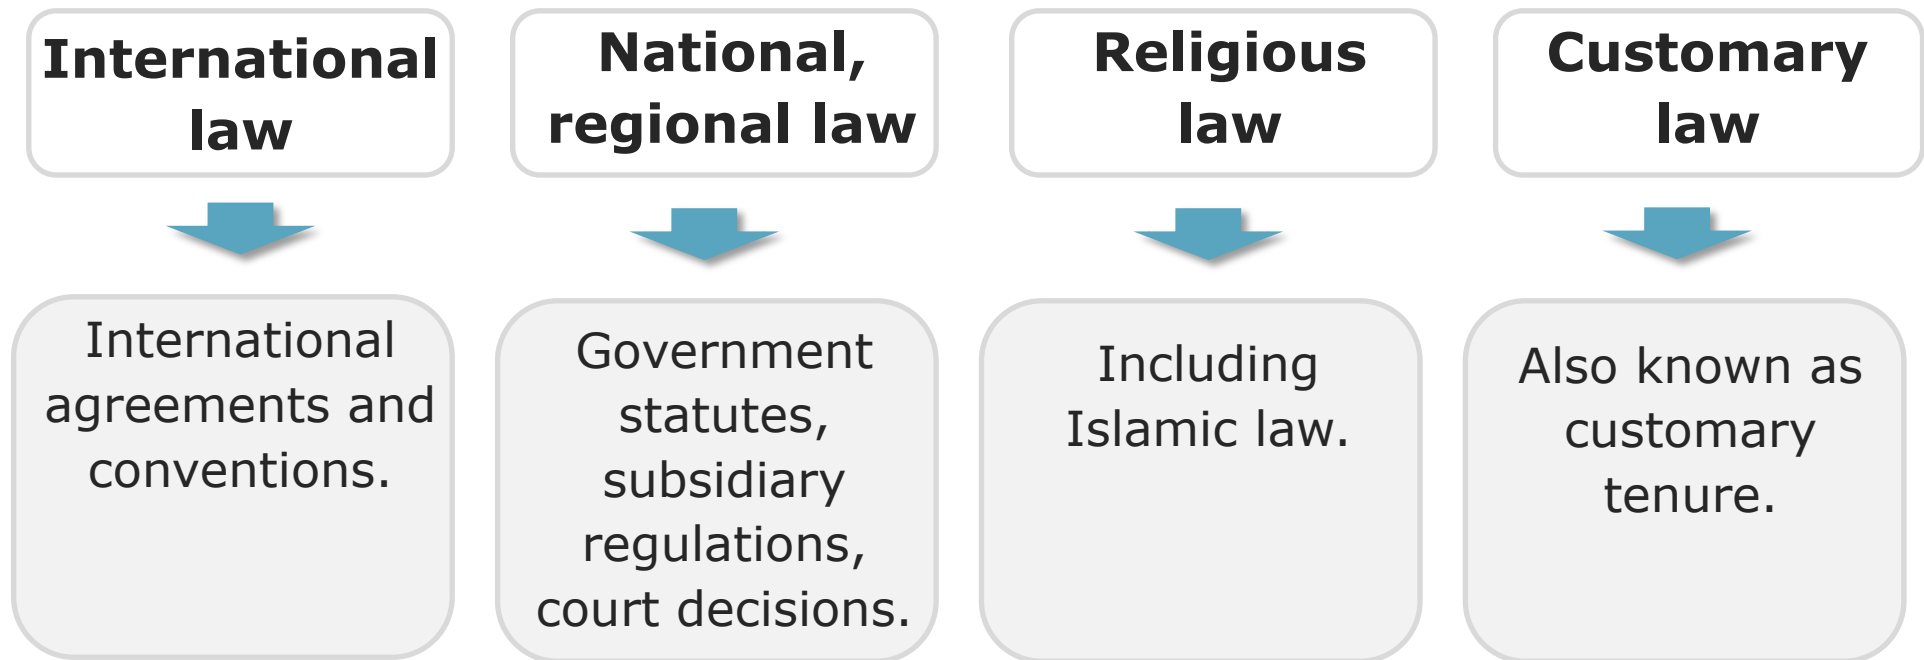 International
law
National,
regional law
Religious
law
Customary
law
International
agreements and
conventions.
Government
statutes,
subsidiary
regulations,
court decisions.
Including
Islamic law.
Also known as
customary
tenure.